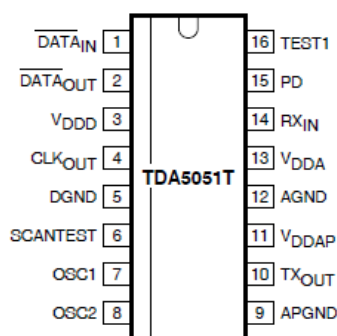 DATAIN 1
DATAOUT 2
VDDD 3
CLKOUT 4
DGND 5
SCANTEST 6
OSC1 7
OSC2 8
TDA5051T
16 TEST1
15 PD
14 RXIN
13 VDDA
12 AGND
11 VDDAP
10 TXOUT
9 APGND